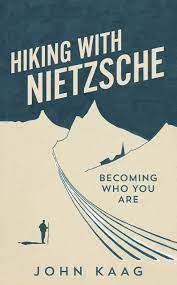 HIKING WITH
NIETZSCHE
BECOMING
WHO YOU
ARE
JOHN KAAG